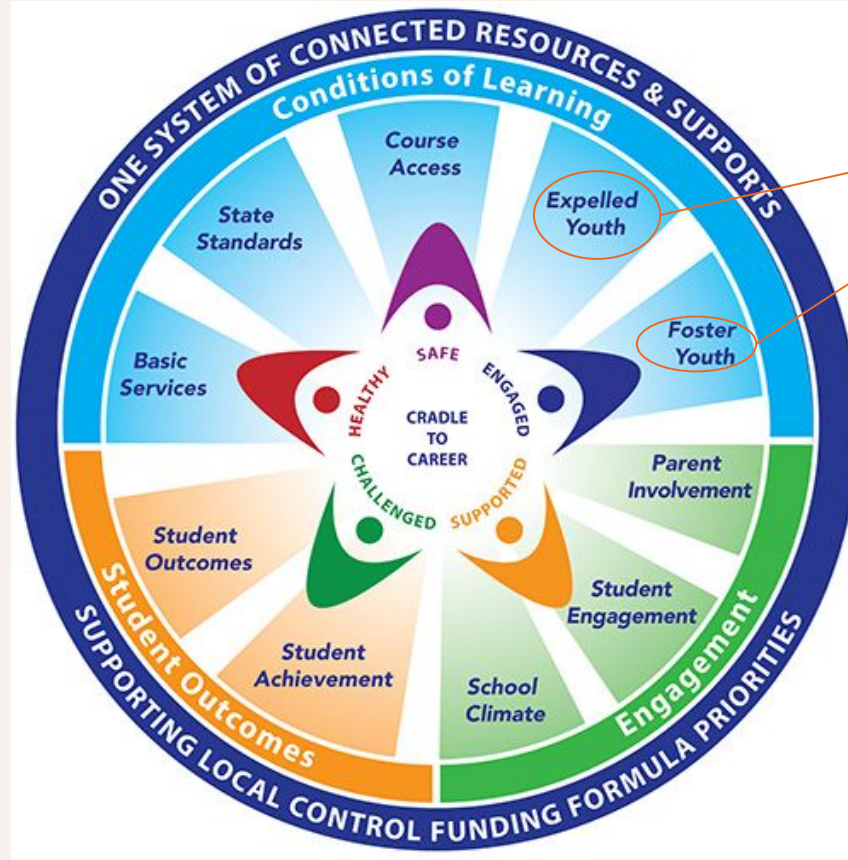 ONE SYSTEM OF CONNECTED RESOURCES & SUPPORTS
Conditions of Learning
Basic
Services
State
Standards
Course
Access
Expelled
Youth
Foster
Youth
HEALTHY
SAFE
ENGAGED
CRADLE
TO
CAREER
CHALLENGED
SUPPORTED
Parent
Involvement
Student
Engagement
School
Climate
Engagement
Student
Outcomes
Student
Achievement
Student Outcomes
SUPPORTING LOCAL CONTROL FUNDING FORMULA PRIORITIES